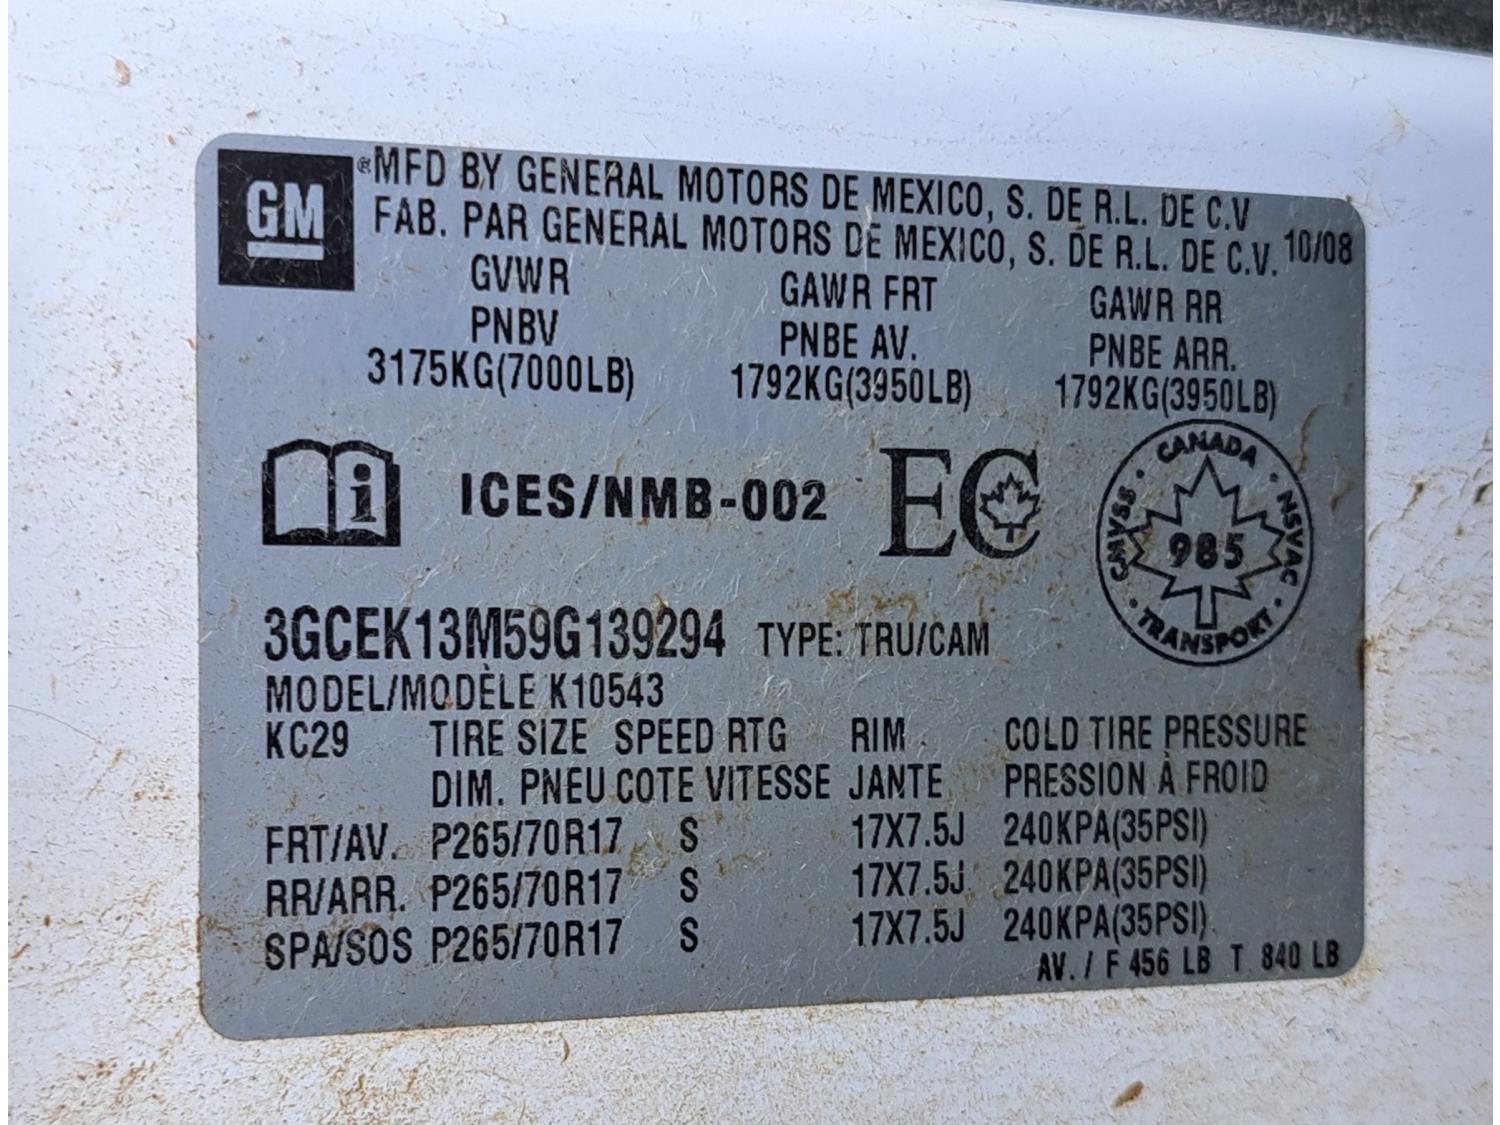 GM
®MFD BY GENERAL MOTORS DE MEXICO, S. DE R.L. DE C.V
FAB. PAR GENERAL MOTORS DE MEXICO, S. DE R.L. DE C.V. 10/08
GVWR GAWR FRT GAWR RR
PNBV PNBE AV. PNBE ARR.
3175KG(7000LB) 1792KG(3950LB) 1792KG(3950LB)
i ICES/NMB-002 EC
CANADA
CMVSS 985 NSVAC
TRANSPORT
3GCEK13M59G139294 TYPE: TRU/CAM
MODEL/MODÈLE K10543
KC29 TIRE SIZE SPEED RTG RIM COLD TIRE PRESSURE
DIM. PNEU COTE VITESSE JANTE PRESSION À FROID
FRT/AV. P265/70R17 S 17X7.5J 240KPA(35PSI)
RR/ARR. P265/70R17 S 17X7.5J 240KPA(35PSI)
SPA/SOS P265/70R17 S 17X7.5J 240KPA(35PSI)
AV. / F 456 LB T 840 LB